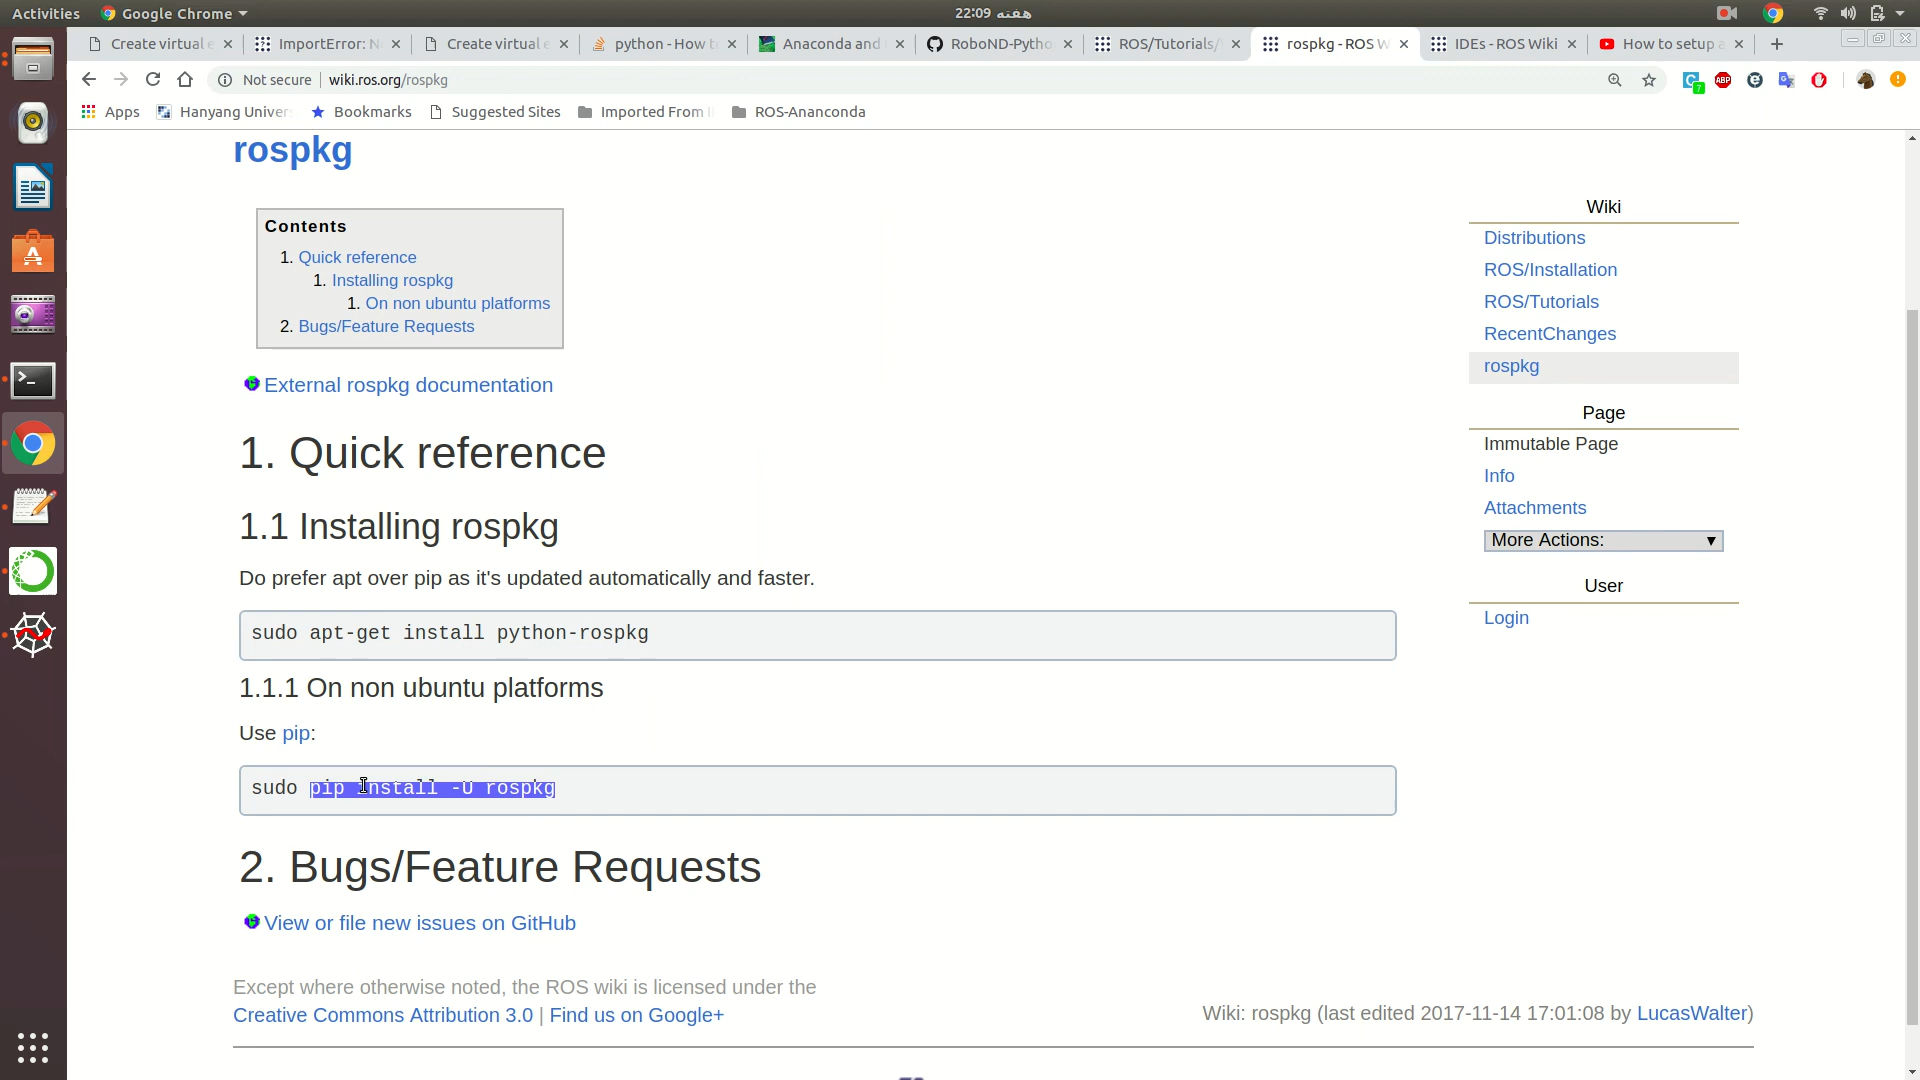 Activities Google Chrome هفته 22:09
Create virtual e ImportError: N Create virtual e python - How t Anaconda and RoboND-Pytho ROS/Tutorials/ rospkg - ROS W IDEs - ROS Wiki How to setup a
Not secure | wiki.ros.org/rospkg
Apps Hanyang Univer Bookmarks Suggested Sites Imported From I ROS-Ananconda
rospkg
Contents
1. Quick reference
1. Installing rospkg
1. On non ubuntu platforms
2. Bugs/Feature Requests
External rospkg documentation
1. Quick reference
1.1 Installing rospkg
Do prefer apt over pip as it's updated automatically and faster.
sudo apt-get install python-rospkg
1.1.1 On non ubuntu platforms
Use pip:
sudo pip install -U rospkg
2. Bugs/Feature Requests
View or file new issues on GitHub
Except where otherwise noted, the ROS wiki is licensed under the
Creative Commons Attribution 3.0 | Find us on Google+
Wiki: rospkg (last edited 2017-11-14 17:01:08 by LucasWalter)
Wiki
Distributions
ROS/Installation
ROS/Tutorials
RecentChanges
rospkg
Page
Immutable Page
Info
Attachments
More Actions:
User
Login